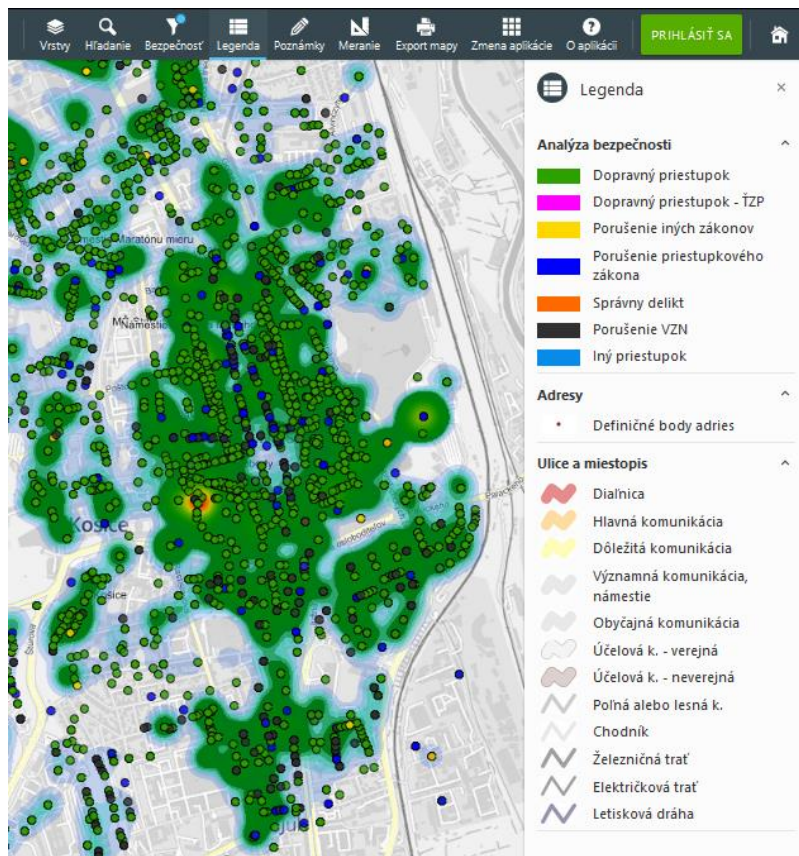 Vrstvy
Hľadanie
Bezpečnosť
Legenda
Poznámky
Meranie
Export mapy
Zmena aplikácie
O aplikácii
PRIHLÁSIŤ SA
Legenda
Analýza bezpečnosti
Dopravný priestupok
Dopravný priestupok - ŤZP
Porušenie iných zákonov
Porušenie priestupkového
zákona
Správny delikt
Porušenie VZN
Iný priestupok
Adresy
Definičné body adries
Ulice a miestopis
Diaľnica
Hlavná komunikácia
Dôležitá komunikácia
Významná komunikácia,
námestie
Obyčajná komunikácia
Účelová k. - verejná
Účelová k. - neverejná
Poľná alebo lesná k.
Chodník
Železničná trať
Električková trať
Letisková dráha
Maratónu mieru
Košice